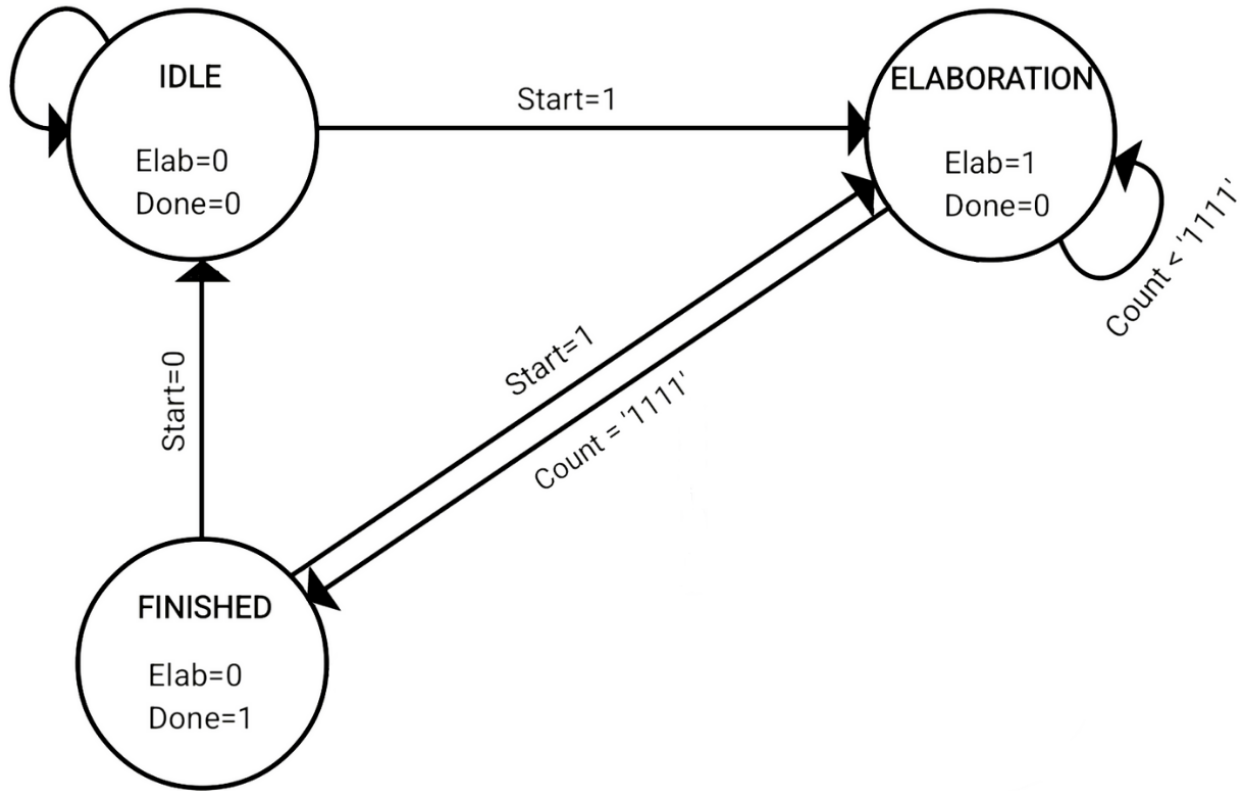 IDLE
Elab=0
Done=0
Start=1
ELABORATION
Elab=1
Done=0
Count < '1111'
Start=1
Count = '1111'
Start=0
FINISHED
Elab=0
Done=1